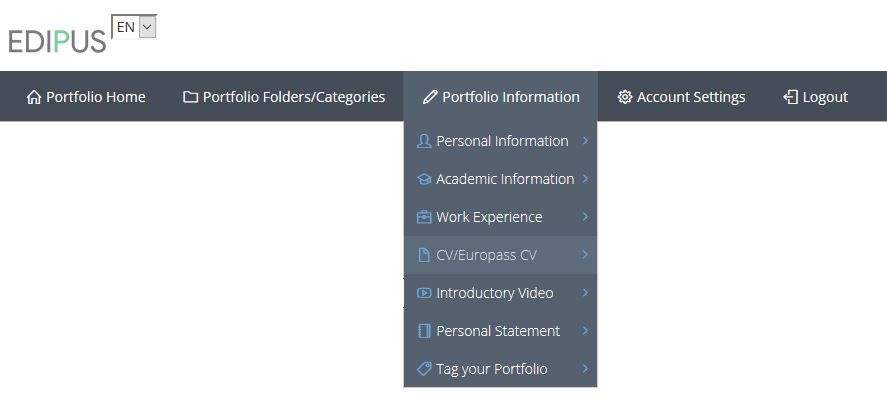 EDIPUS EN
Portfolio Home Portfolio Folders/Categories Portfolio Information Account Settings Logout
Personal Information
Academic Information
Work Experience
CV/Europass CV
Introductory Video
Personal Statement
Tag your Portfolio